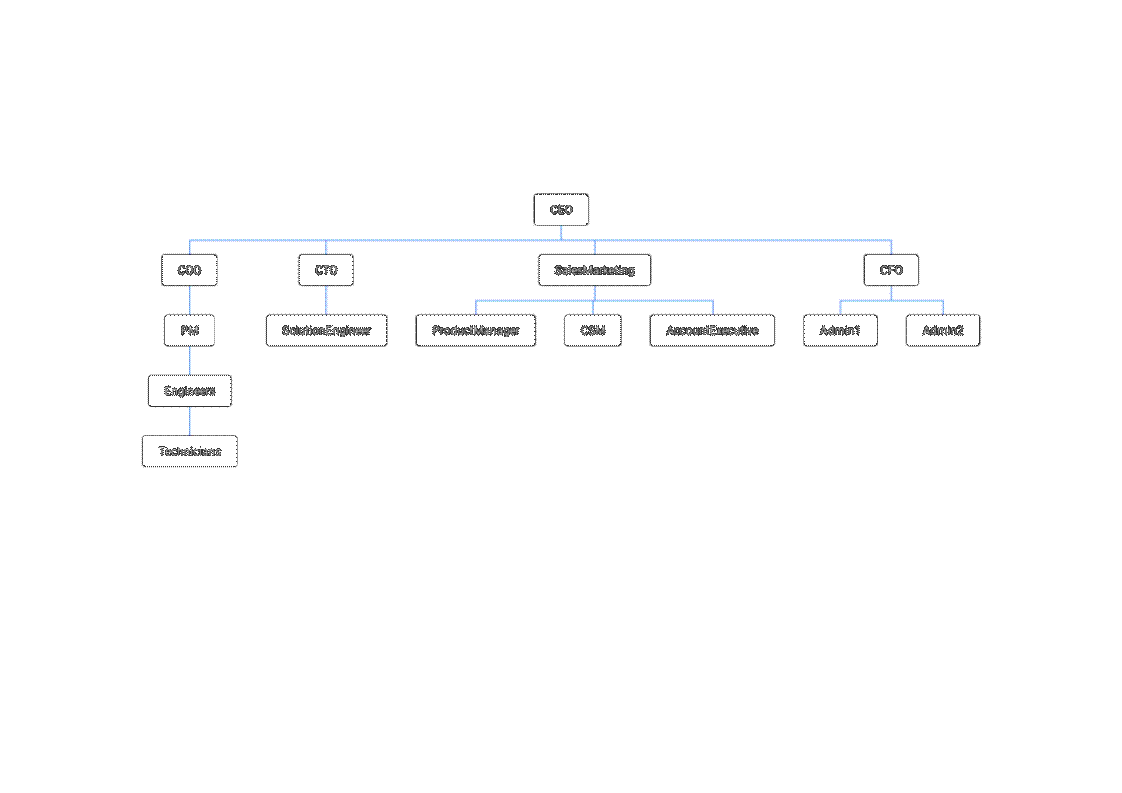 CEO
COO
CTO
SalesMarketing
CFO
PM
SolutionEngineer
ProductManager
CSM
AccountExecutive
Admin1
Admin2
Engineers
Technicians